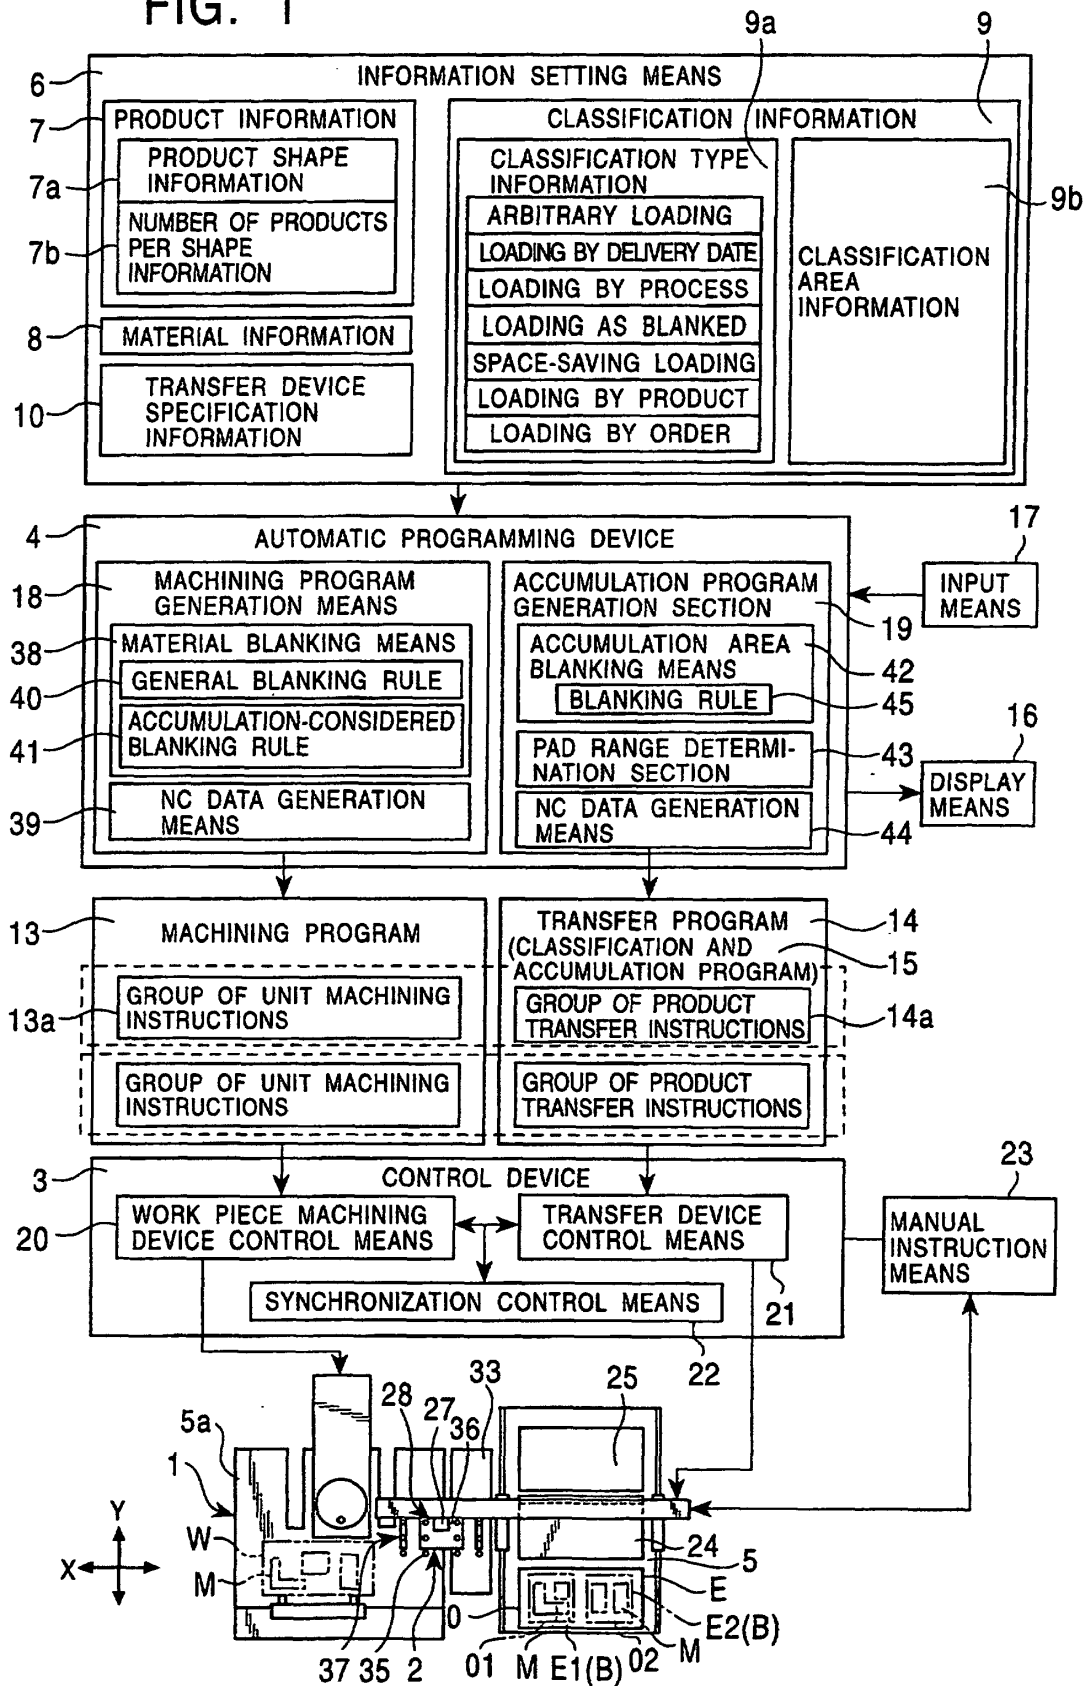 FIG. 1
9a
9
6
INFORMATION SETTING MEANS
7
PRODUCT INFORMATION
7a
PRODUCT SHAPE
INFORMATION
7b
NUMBER OF PRODUCTS
PER SHAPE
INFORMATION
8
MATERIAL INFORMATION
10
TRANSFER DEVICE
SPECIFICATION
INFORMATION
CLASSIFICATION INFORMATION
CLASSIFICATION TYPE
INFORMATION
ARBITRARY LOADING
LOADING BY DELIVERY DATE
LOADING BY PROCESS
LOADING AS BLANKED
SPACE-SAVING LOADING
LOADING BY PRODUCT
LOADING BY ORDER
9b
CLASSIFICATION
AREA
INFORMATION
4
AUTOMATIC PROGRAMMING DEVICE
18
MACHINING PROGRAM
GENERATION MEANS
38
MATERIAL BLANKING MEANS
40
GENERAL BLANKING RULE
41
ACCUMULATION-CONSIDERED
BLANKING RULE
39
NC DATA GENERATION
MEANS
ACCUMULATION PROGRAM
GENERATION SECTION
19
ACCUMULATION AREA
BLANKING MEANS
42
BLANKING RULE
45
PAD RANGE DETERMI-
NATION SECTION
43
NC DATA GENERATION
MEANS
44
17
INPUT
MEANS
16
DISPLAY
MEANS
13
MACHINING PROGRAM
13a
GROUP OF UNIT MACHINING
INSTRUCTIONS
GROUP OF UNIT MACHINING
INSTRUCTIONS
TRANSFER PROGRAM
14
(CLASSIFICATION AND
ACCUMULATION PROGRAM)
15
GROUP OF PRODUCT
TRANSFER INSTRUCTIONS
14a
GROUP OF PRODUCT
TRANSFER INSTRUCTIONS
3
CONTROL DEVICE
20
WORK PIECE MACHINING
DEVICE CONTROL MEANS
TRANSFER DEVICE
CONTROL MEANS
21
SYNCHRONIZATION CONTROL MEANS
22
23
MANUAL
INSTRUCTION
MEANS
5a
1
28
27
36
33
25
Y
X
W
M
24
5
E
E2(B)
M
O
37
35
2
O1
M
E1(B)
O2